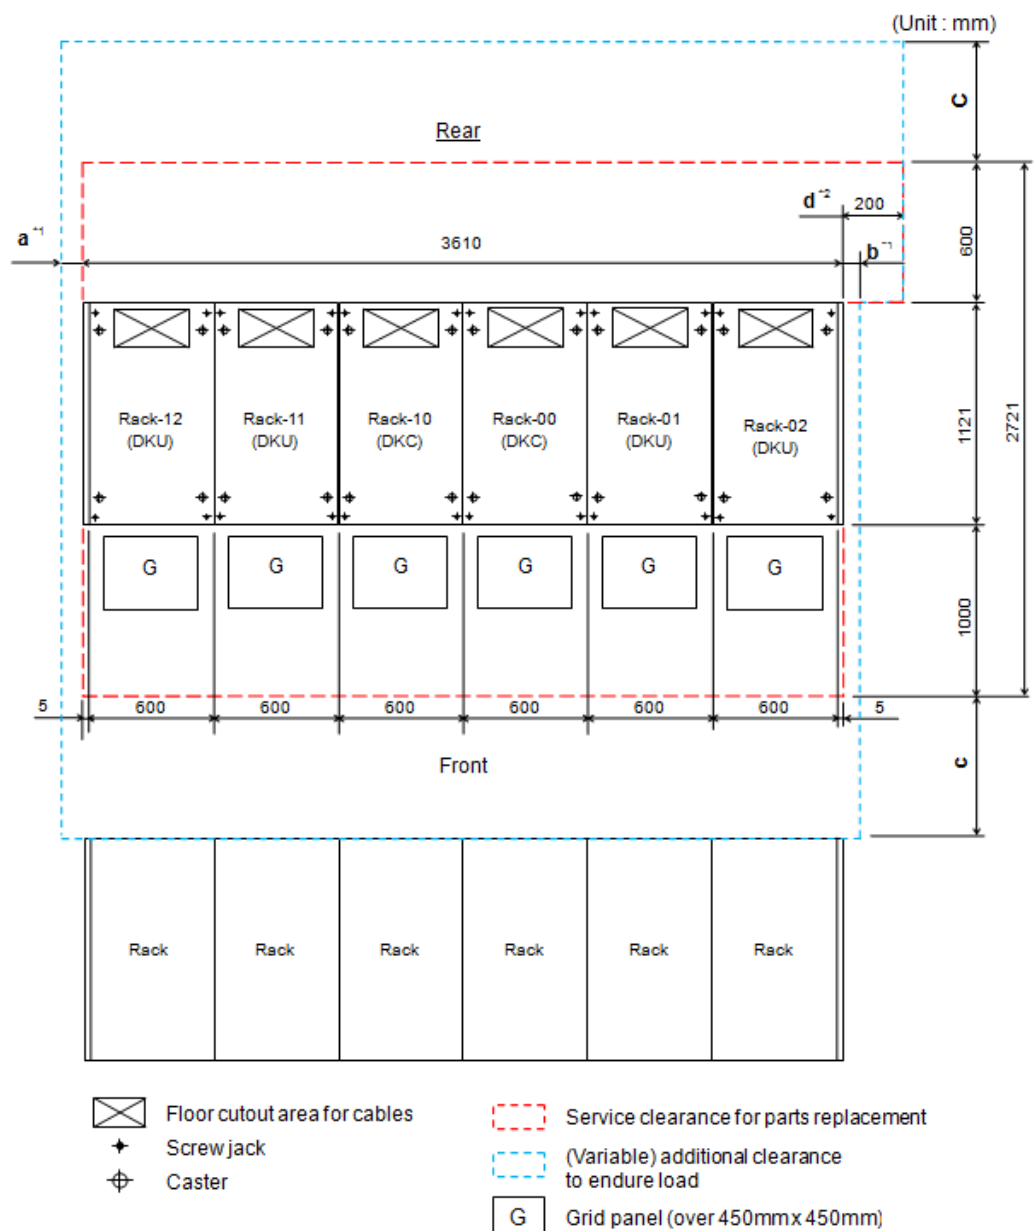 (Unit : mm)
C
Rear
d*2
200
a*1
3610
b*1
600
Rack-12
(DKU)
Rack-11
(DKU)
Rack-10
(DKC)
Rack-00
(DKC)
Rack-01
(DKU)
Rack-02
(DKU)
1121
2721
G
G
G
G
G
G
1000
5
600
600
600
600
600
600
5
Front
c
Rack
Rack
Rack
Rack
Rack
Rack
Floor cutout area for cables
Screw jack
Caster
Service clearance for parts replacement
(Variable) additional clearance
to endure load
G
Grid panel (over 450mm x 450mm)